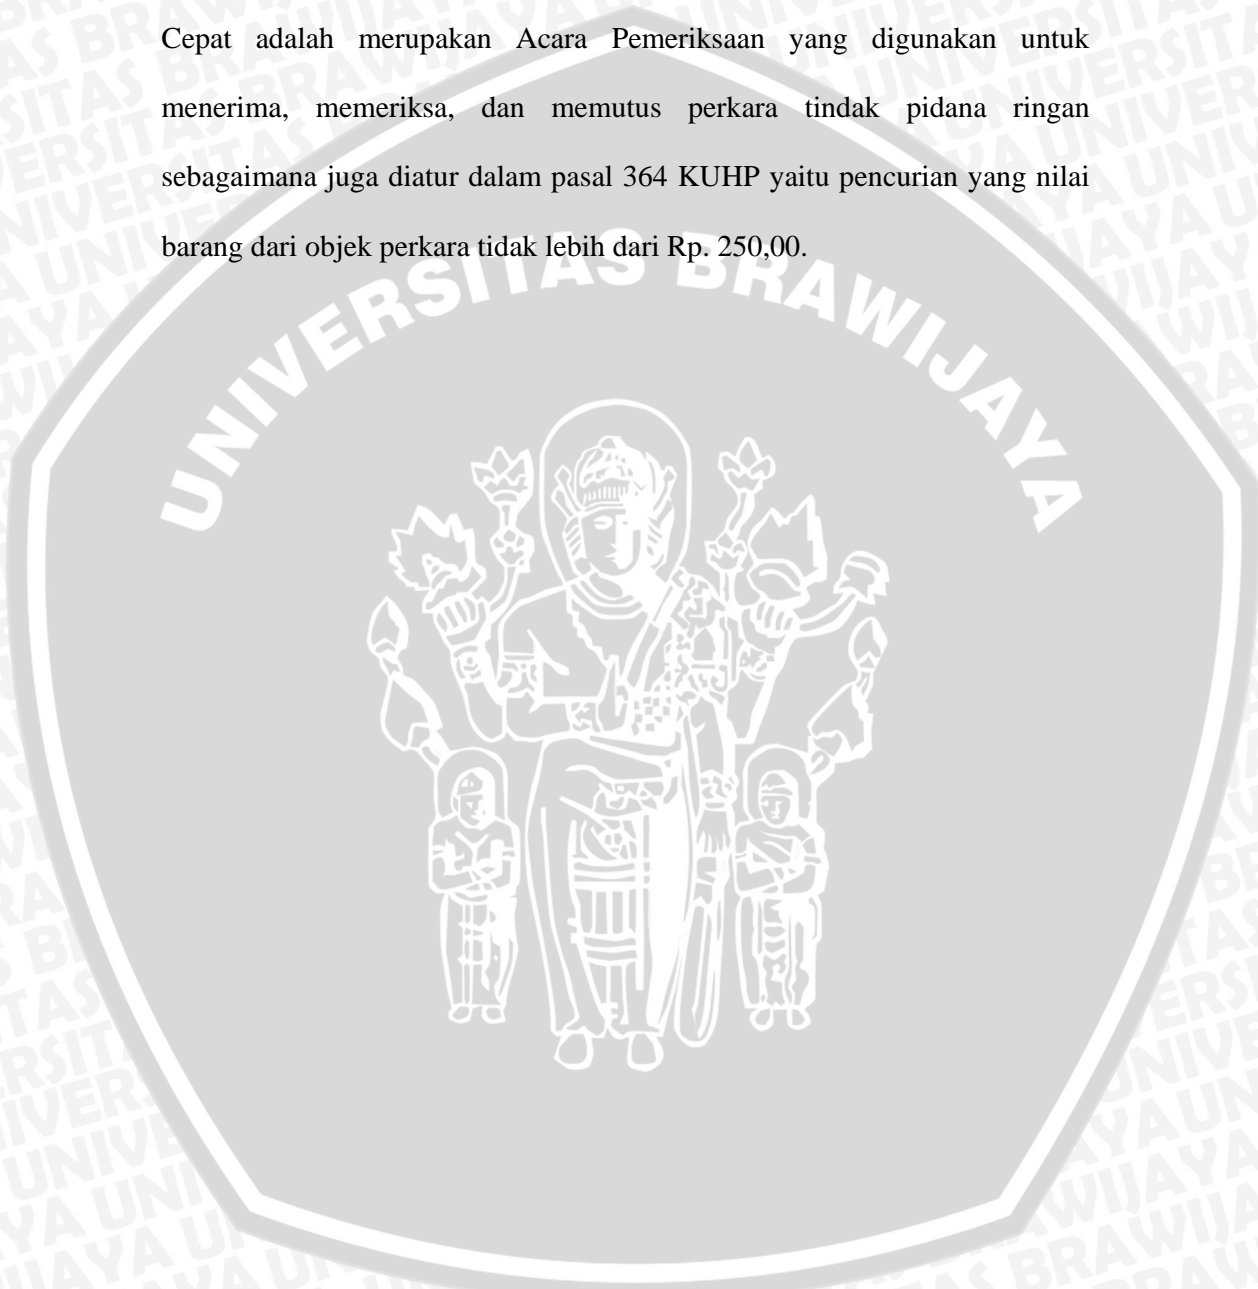 Cepat adalah merupakan Acara Pemeriksaan yang digunakan untuk
menerima, memeriksa, dan memutus perkara tindak pidana ringan
sebagaimana juga diatur dalam pasal 364 KUHP yaitu pencurian yang nilai
barang dari objek perkara tidak lebih dari Rp. 250,00.
UNIVERSITAS BRAWIJAYA